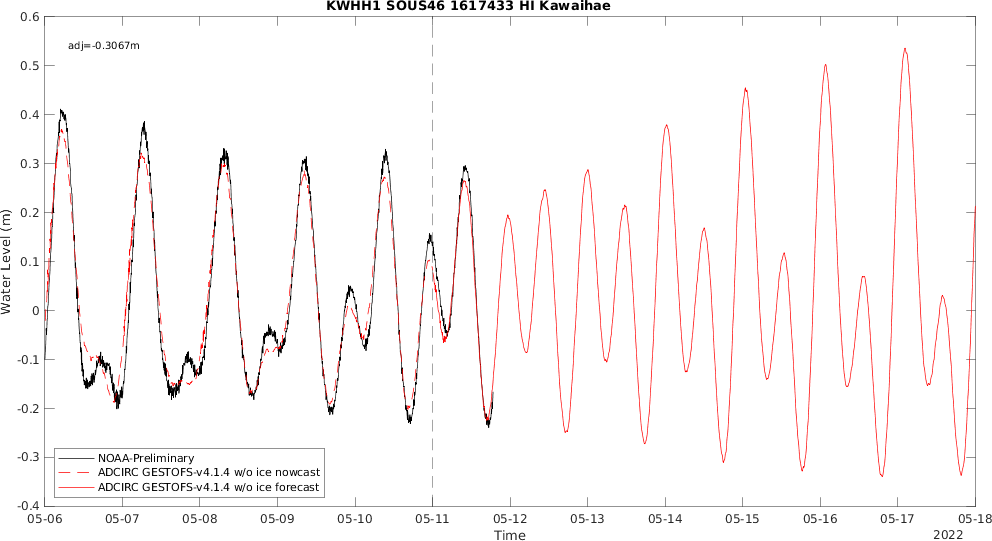 KWHH1 SOUS46 1617433 HI Kawaihae
adj=-0.3067m
0.6
0.5
0.4
0.3
0.2
0.1
0
-0.1
-0.2
-0.3
-0.4
Water Level (m)
NOAA-Preliminary
ADCIRC GESTOFS-v4.1.4 w/o ice nowcast
ADCIRC GESTOFS-v4.1.4 w/o ice forecast
05-06 05-07 05-08 05-09 05-10 05-11 05-12 05-13 05-14 05-15 05-16 05-17 05-18
Time
2022